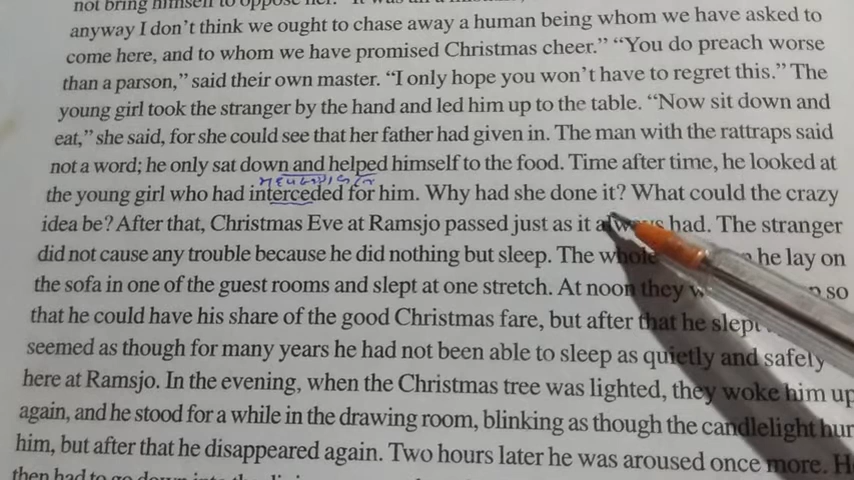 not bring himself to oppose her.
anyway I don't think we ought to chase away a human being whom we have asked to
come here, and to whom we have promised Christmas cheer." "You do preach worse
than a parson," said their own master. "I only hope you won't have to regret this." The
young girl took the stranger by the hand and led him up to the table. "Now sit down and
eat," she said, for she could see that her father had given in. The man with the rattraps said
not a word; he only sat down and helped himself to the food. Time after time, he looked at
the young girl who had interceded for him. Why had she done it? What could the crazy
idea be? After that, Christmas Eve at Ramsjo passed just as it always had. The stranger
did not cause any trouble because he did nothing but sleep. The whole he lay on
the sofa in one of the guest rooms and slept at one stretch. At noon they so
that he could have his share of the good Christmas fare, but after that he slept
seemed as though for many years he had not been able to sleep as quietly and safely
here at Ramsjo. In the evening, when the Christmas tree was lighted, they woke him up
again, and he stood for a while in the drawing room, blinking as though the candlelight hur
him, but after that he disappeared again. Two hours later he was aroused once more. H
then had to go down into the